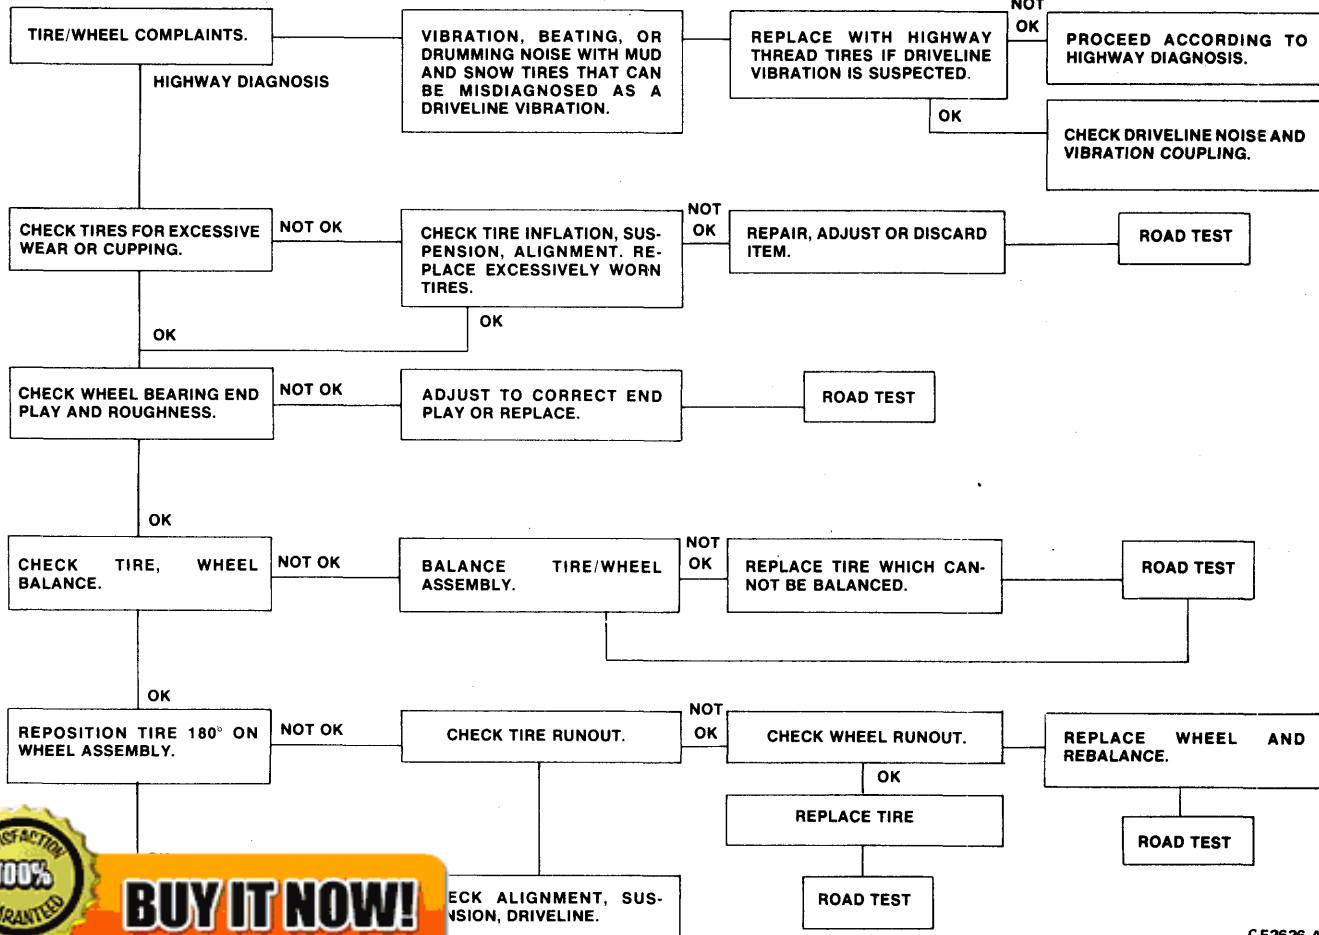 TIRE/WHEEL COMPLAINTS.
HIGHWAY DIAGNOSIS
VIBRATION, BEATING, OR
DRUMMING NOISE WITH MUD
AND SNOW TIRES THAT CAN
BE MISDIAGNOSED AS A
DRIVELINE VIBRATION.
REPLACE WITH HIGHWAY
THREAD TIRES IF DRIVELINE
VIBRATION IS SUSPECTED.
NOT
OK
PROCEED ACCORDING TO
HIGHWAY DIAGNOSIS.
OK
CHECK DRIVELINE NOISE AND
VIBRATION COUPLING.
CHECK TIRES FOR EXCESSIVE
WEAR OR CUPPING.
NOT OK
CHECK TIRE INFLATION, SUS-
PENSION, ALIGNMENT. RE-
PLACE EXCESSIVELY WORN
TIRES.
NOT
OK
REPAIR, ADJUST OR DISCARD
ITEM.
ROAD TEST
OK
OK
CHECK WHEEL BEARING END
PLAY AND ROUGHNESS.
NOT OK
ADJUST TO CORRECT END
PLAY OR REPLACE.
ROAD TEST
OK
CHECK TIRE, WHEEL
BALANCE.
NOT OK
BALANCE TIRE/WHEEL
ASSEMBLY.
NOT
OK
REPLACE TIRE WHICH CAN-
NOT BE BALANCED.
ROAD TEST
OK
REPOSITION TIRE 180° ON
WHEEL ASSEMBLY.
NOT OK
CHECK TIRE RUNOUT.
NOT
OK
CHECK WHEEL RUNOUT.
REPLACE WHEEL AND
REBALANCE.
OK
REPLACE TIRE
ROAD TEST
ROAD TEST
ECK ALIGNMENT, SUS-
NSION, DRIVELINE.
100%
BUY IT NOW!